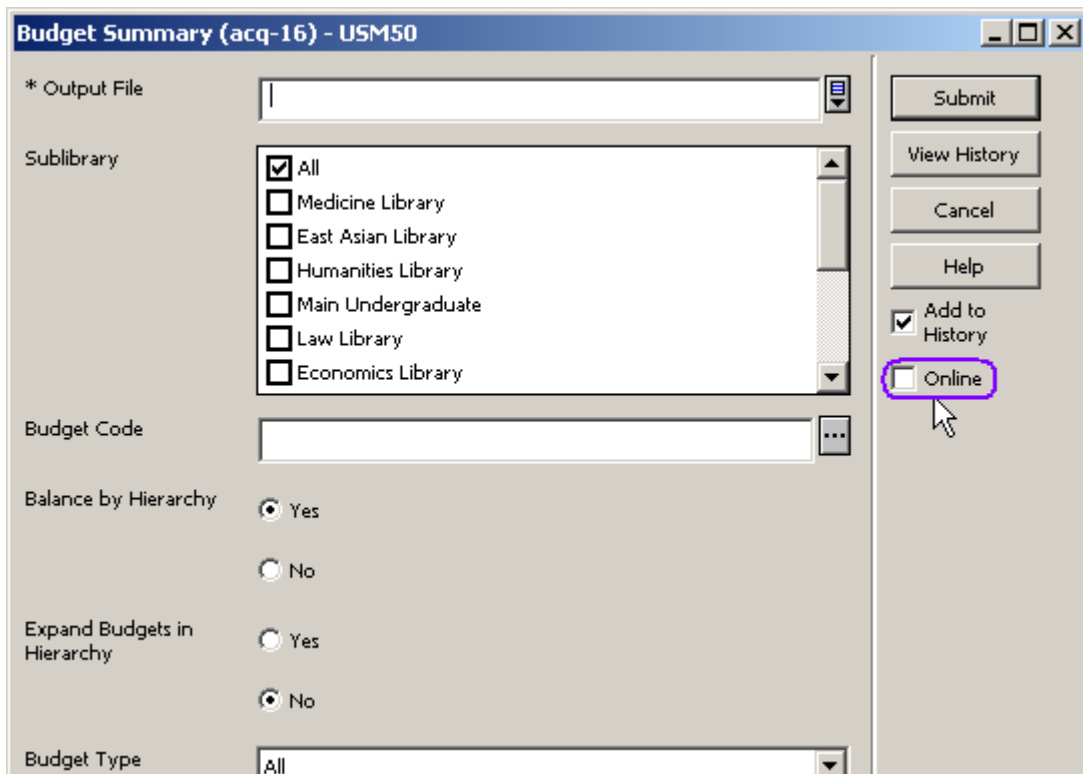 Budget Summary (acq-16) - USM50
* Output File
Submit
Sublibrary
All
Medicine Library
East Asian Library
Humanities Library
Main Undergraduate
Law Library
Economics Library
View History
Cancel
Help
Add to
History
Online
Budget Code
...
Balance by Hierarchy
Yes
No
Expand Budgets in
Hierarchy
Yes
No
Budget Type
All